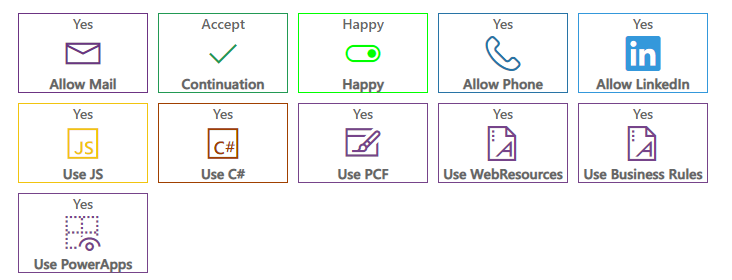 Yes
Allow Mail
Accept
Continuation
Happy
Happy
Yes
Allow Phone
Yes
in
Allow LinkedIn
Yes
JS
Use JS
Yes
C#
Use C#
Yes
Use PCF
Yes
A
Use WebResources
Yes
A
Use Business Rules
Yes
Use PowerApps